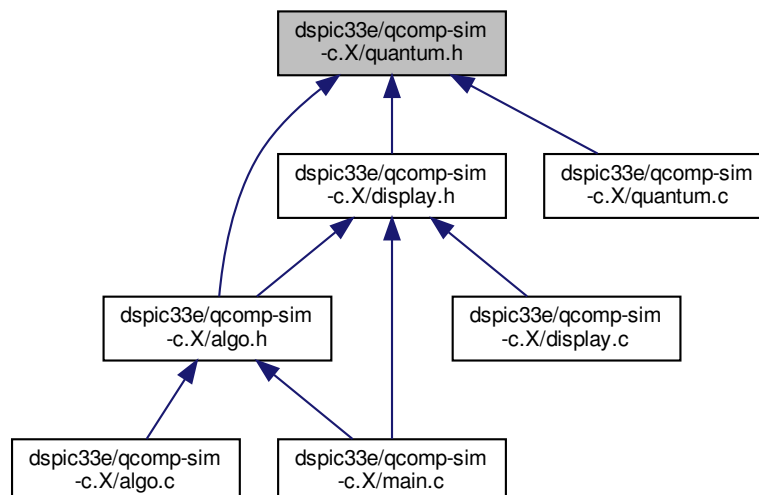 dspic33e/qcomp-sim
-c.X/quantum.h
dspic33e/qcomp-sim
-c.X/display.h
dspic33e/qcomp-sim
-c.X/quantum.c
dspic33e/qcomp-sim
-c.X/algo.h
dspic33e/qcomp-sim
-c.X/display.c
dspic33e/qcomp-sim
-c.X/algo.c
dspic33e/qcomp-sim
-c.X/main.c